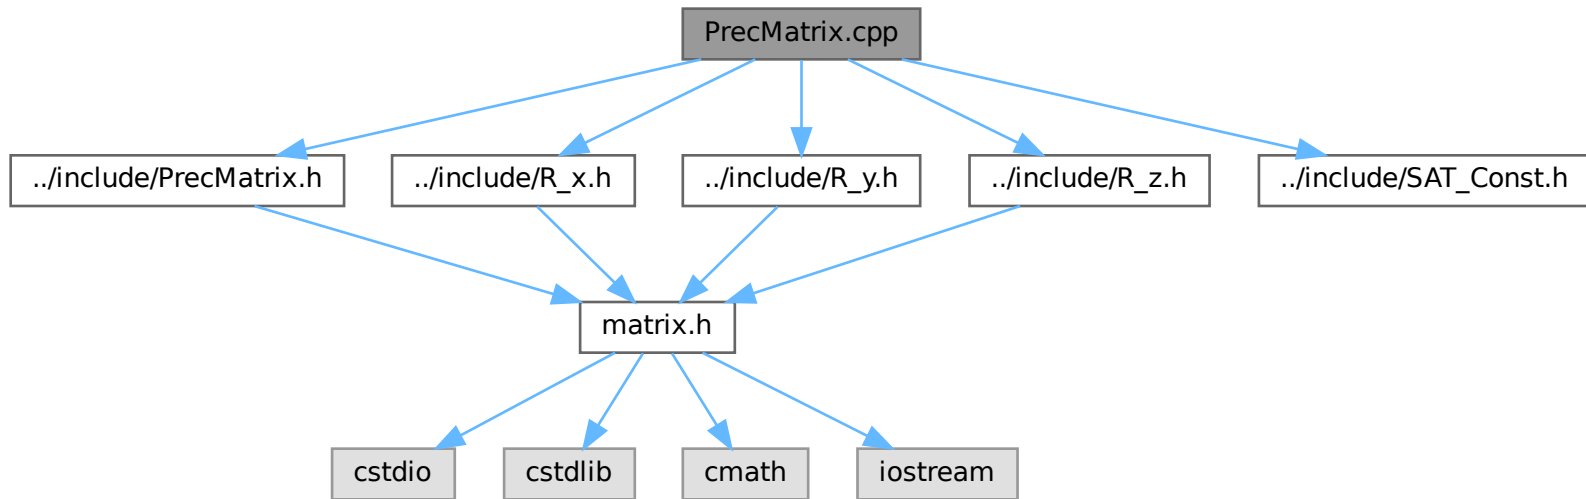 PrecMatrix.cpp
../include/PrecMatrix.h
../include/R_x.h
../include/R_y.h
../include/R_z.h
../include/SAT_Const.h
matrix.h
cstdio
cstdlib
cmath
iostream